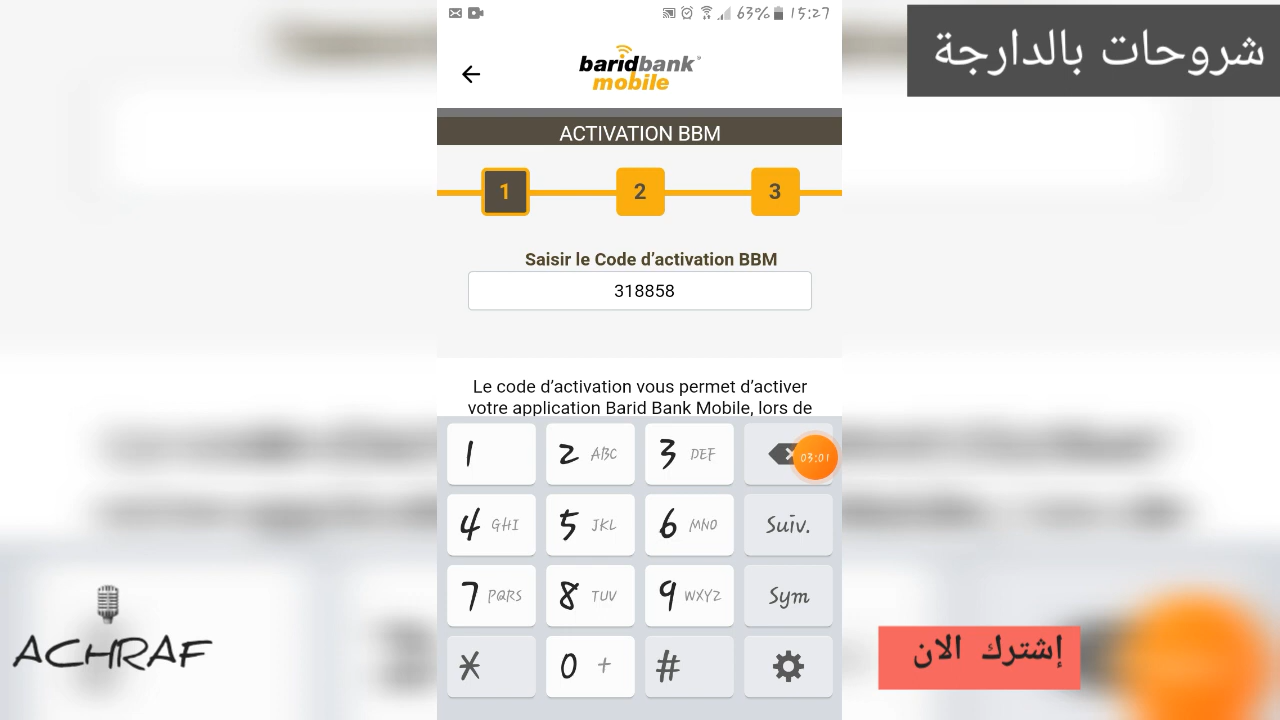 63% 15:27
شروحات بالدارجة
baridbank
mobile
ACTIVATION BBM
1 2 3
Saisir le Code d’activation BBM
318858
Le code d’activation vous permet d’activer
votre application Barid Bank Mobile, lors de
1 2 ABC 3 DEF
03:01
4 GHI 5 JKL 6 MNO Suiv.
7 PQRS 8 TUV 9 WXYZ Sym
* 0 + #
ACHRAF
إشترك الان